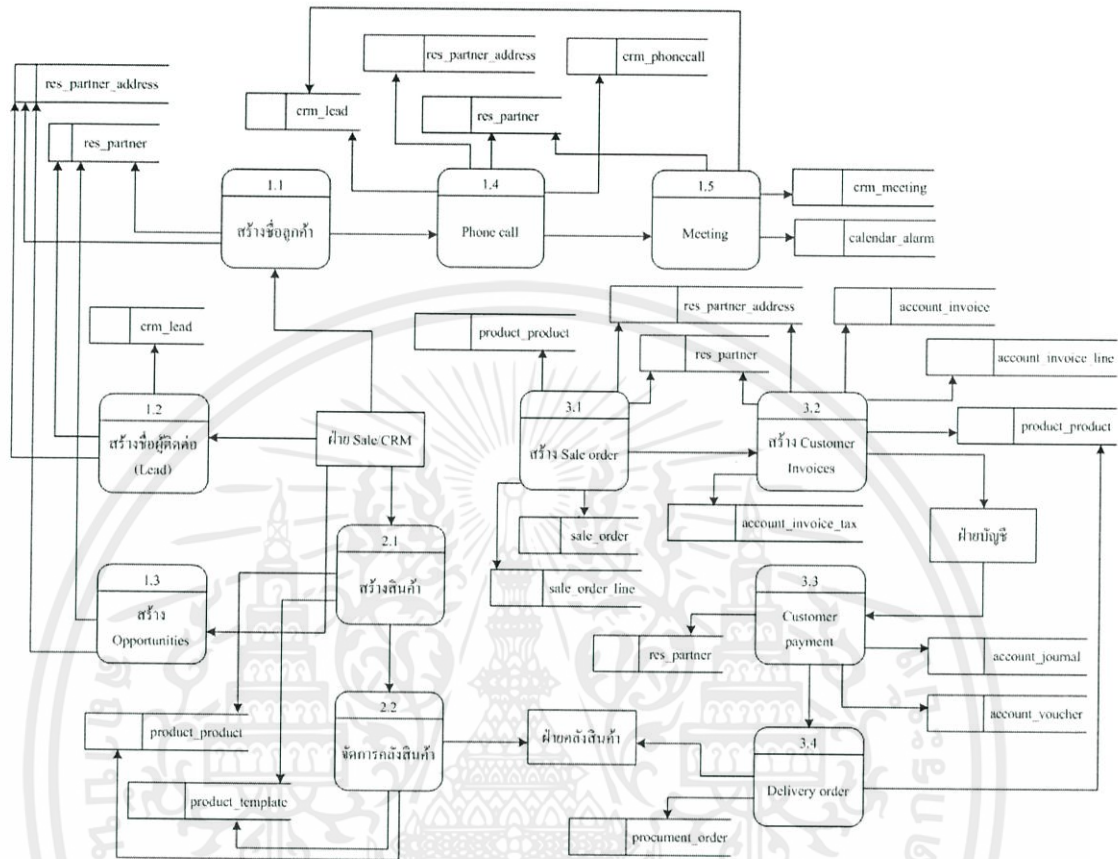 res_partner_address
crm_phonecall
res_partner_address
crm_lead
res_partner
res_partner
1.1
สร้างชื่อลูกค้า
1.4
Phone call
1.5
Meeting
crm_meeting
calendar_alarm
crm_lead
product_product
res_partner_address
account_invoice
res_partner
account_invoice_line
1.2
สร้างชื่อผู้ติดต่อ
(Lead)
ฝ่าย Sale/CRM
3.1
สร้าง Sale order
3.2
สร้าง Customer
Invoices
product_product
account_invoice_tax
sale_order
ฝ่ายบัญชี
2.1
สร้างสินค้า
sale_order_line
1.3
สร้าง
Opportunities
3.3
Customer
payment
res_partner
account_journal
account_voucher
product_product
2.2
จัดการคลังสินค้า
ฝ่ายคลังสินค้า
3.4
Delivery order
product_template
procument_order